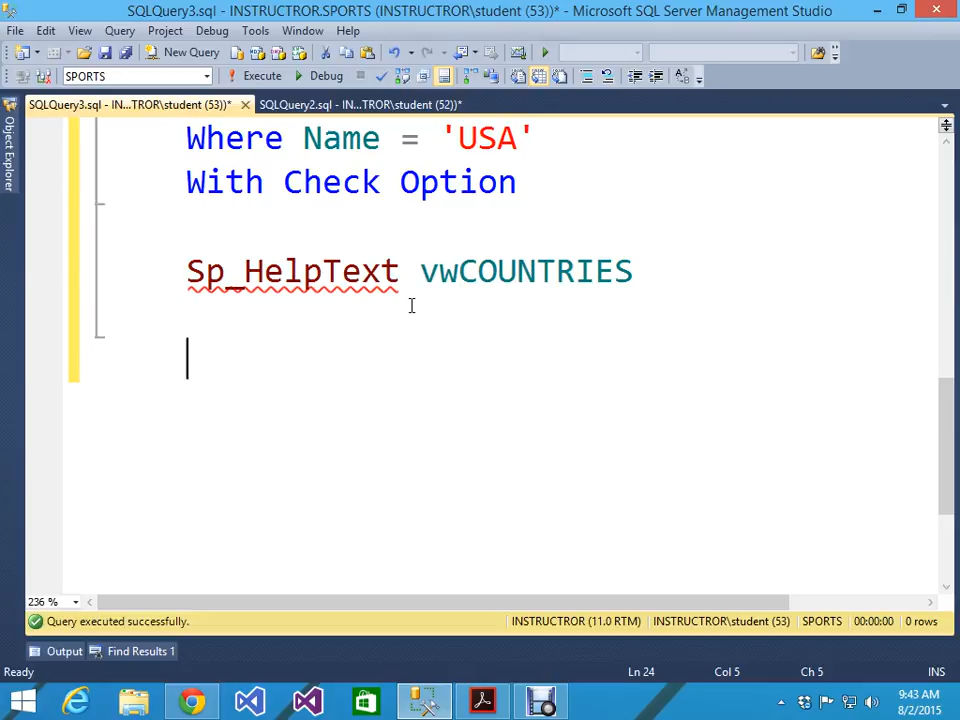 SQLQuery3.sql - INSTRUCTROR.SPORTS (INSTRUCTROR\student (53))* - Microsoft SQL Server Management Studio
File Edit View Query Project Debug Tools Window Help
New Query
SPORTS Execute Debug
SQLQuery3.sql - IN...TROR\student (53))* SQLQuery2.sql - IN...TROR\student (52))*
Object Explorer
Where Name = 'USA'
With Check Option
Sp_HelpText vwCOUNTRIES
236 %
Query executed successfully. INSTRUCTROR (11.0 RTM) INSTRUCTROR\student (53) SPORTS 00:00:00 0 rows
Output Find Results 1
Ready Ln 24 Col 5 Ch 5 INS
9:43 AM
8/2/2015